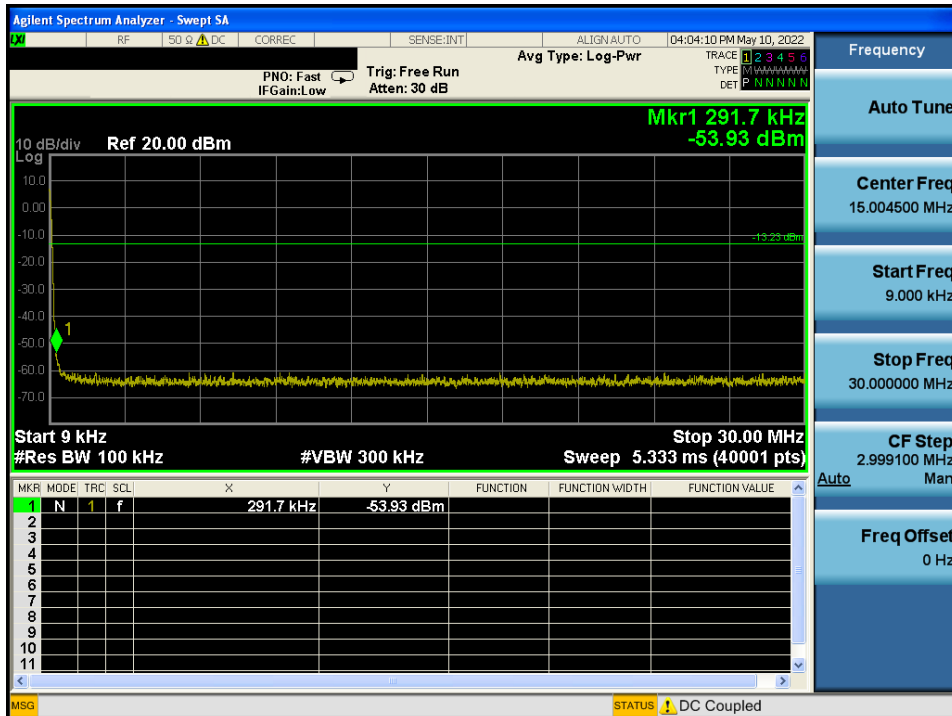 Agilent Spectrum Analyzer - Swept SA
LXI RF 50 Ω DC CORREC SENSE:INT ALIGN AUTO 04:04:10 PM May 10, 2022
PNO: Fast
IFGain:Low
Trig: Free Run
Atten: 30 dB
Avg Type: Log-Pwr
TRACE 1 2 3 4 5 6
TYPE M W W W W W
DET P N N N N N
Mkr1 291.7 kHz
-53.93 dBm
10 dB/div Ref 20.00 dBm
Log
10.0
0.00
-10.0
-13.23 dBm
-20.0
-30.0
-40.0
1
-50.0
-60.0
-70.0
Start 9 kHz Stop 30.00 MHz
#Res BW 100 kHz #VBW 300 kHz Sweep 5.333 ms (40001 pts)
MKR MODE TRC SCL X Y FUNCTION FUNCTION WIDTH FUNCTION VALUE
1 N 1 f 291.7 kHz -53.93 dBm
2
3
4
5
6
7
8
9
10
11
MSG STATUS DC Coupled
Frequency
Auto Tune
Center Freq
15.004500 MHz
Start Freq
9.000 kHz
Stop Freq
30.000000 MHz
CF Step
2.999100 MHz
Auto Man
Freq Offset
0 Hz